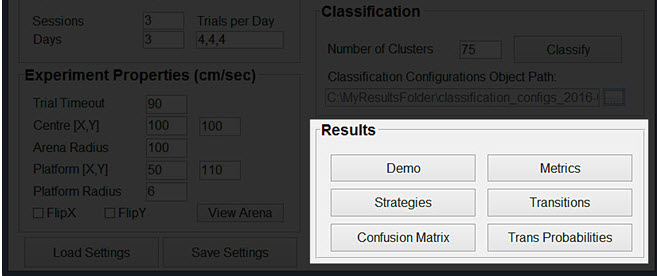 Sessions 3 Trials per Day
Days 3 4,4,4
Experiment Properties (cm/sec)
Trial Timeout 90
Centre [X,Y] 100 100
Arena Radius 100
Platform [X,Y] 50 110
Platform Radius 6
FlipX FlipY View Arena
Load Settings Save Settings
Classification
Number of Clusters 75 Classify
Classification Configurations Object Path:
C:\MyResultsFolder\classification_configs_2016- ...
Results
Demo Metrics
Strategies Transitions
Confusion Matrix Trans Probabilities